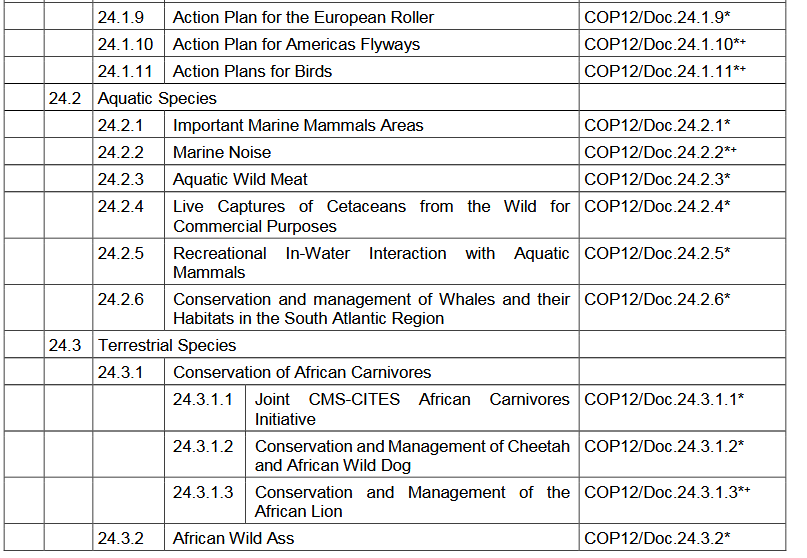 24.1.9 Action Plan for the European Roller COP12/Doc.24.1.9*
24.1.10 Action Plan for Americas Flyways COP12/Doc.24.1.10*+
24.1.11 Action Plans for Birds COP12/Doc.24.1.11*+
24.2 Aquatic Species
24.2.1 Important Marine Mammals Areas COP12/Doc.24.2.1*
24.2.2 Marine Noise COP12/Doc.24.2.2*+
24.2.3 Aquatic Wild Meat COP12/Doc.24.2.3*
24.2.4 Live Captures of Cetaceans from the Wild for COP12/Doc.24.2.4*
Commercial Purposes
24.2.5 Recreational In-Water Interaction with Aquatic COP12/Doc.24.2.5*
Mammals
24.2.6 Conservation and management of Whales and their COP12/Doc.24.2.6*
Habitats in the South Atlantic Region
24.3 Terrestrial Species
24.3.1 Conservation of African Carnivores
24.3.1.1 Joint CMS-CITES African Carnivores COP12/Doc.24.3.1.1*
Initiative
24.3.1.2 Conservation and Management of Cheetah COP12/Doc.24.3.1.2*
and African Wild Dog
24.3.1.3 Conservation and Management of the COP12/Doc.24.3.1.3*+
African Lion
24.3.2 African Wild Ass COP12/Doc.24.3.2*